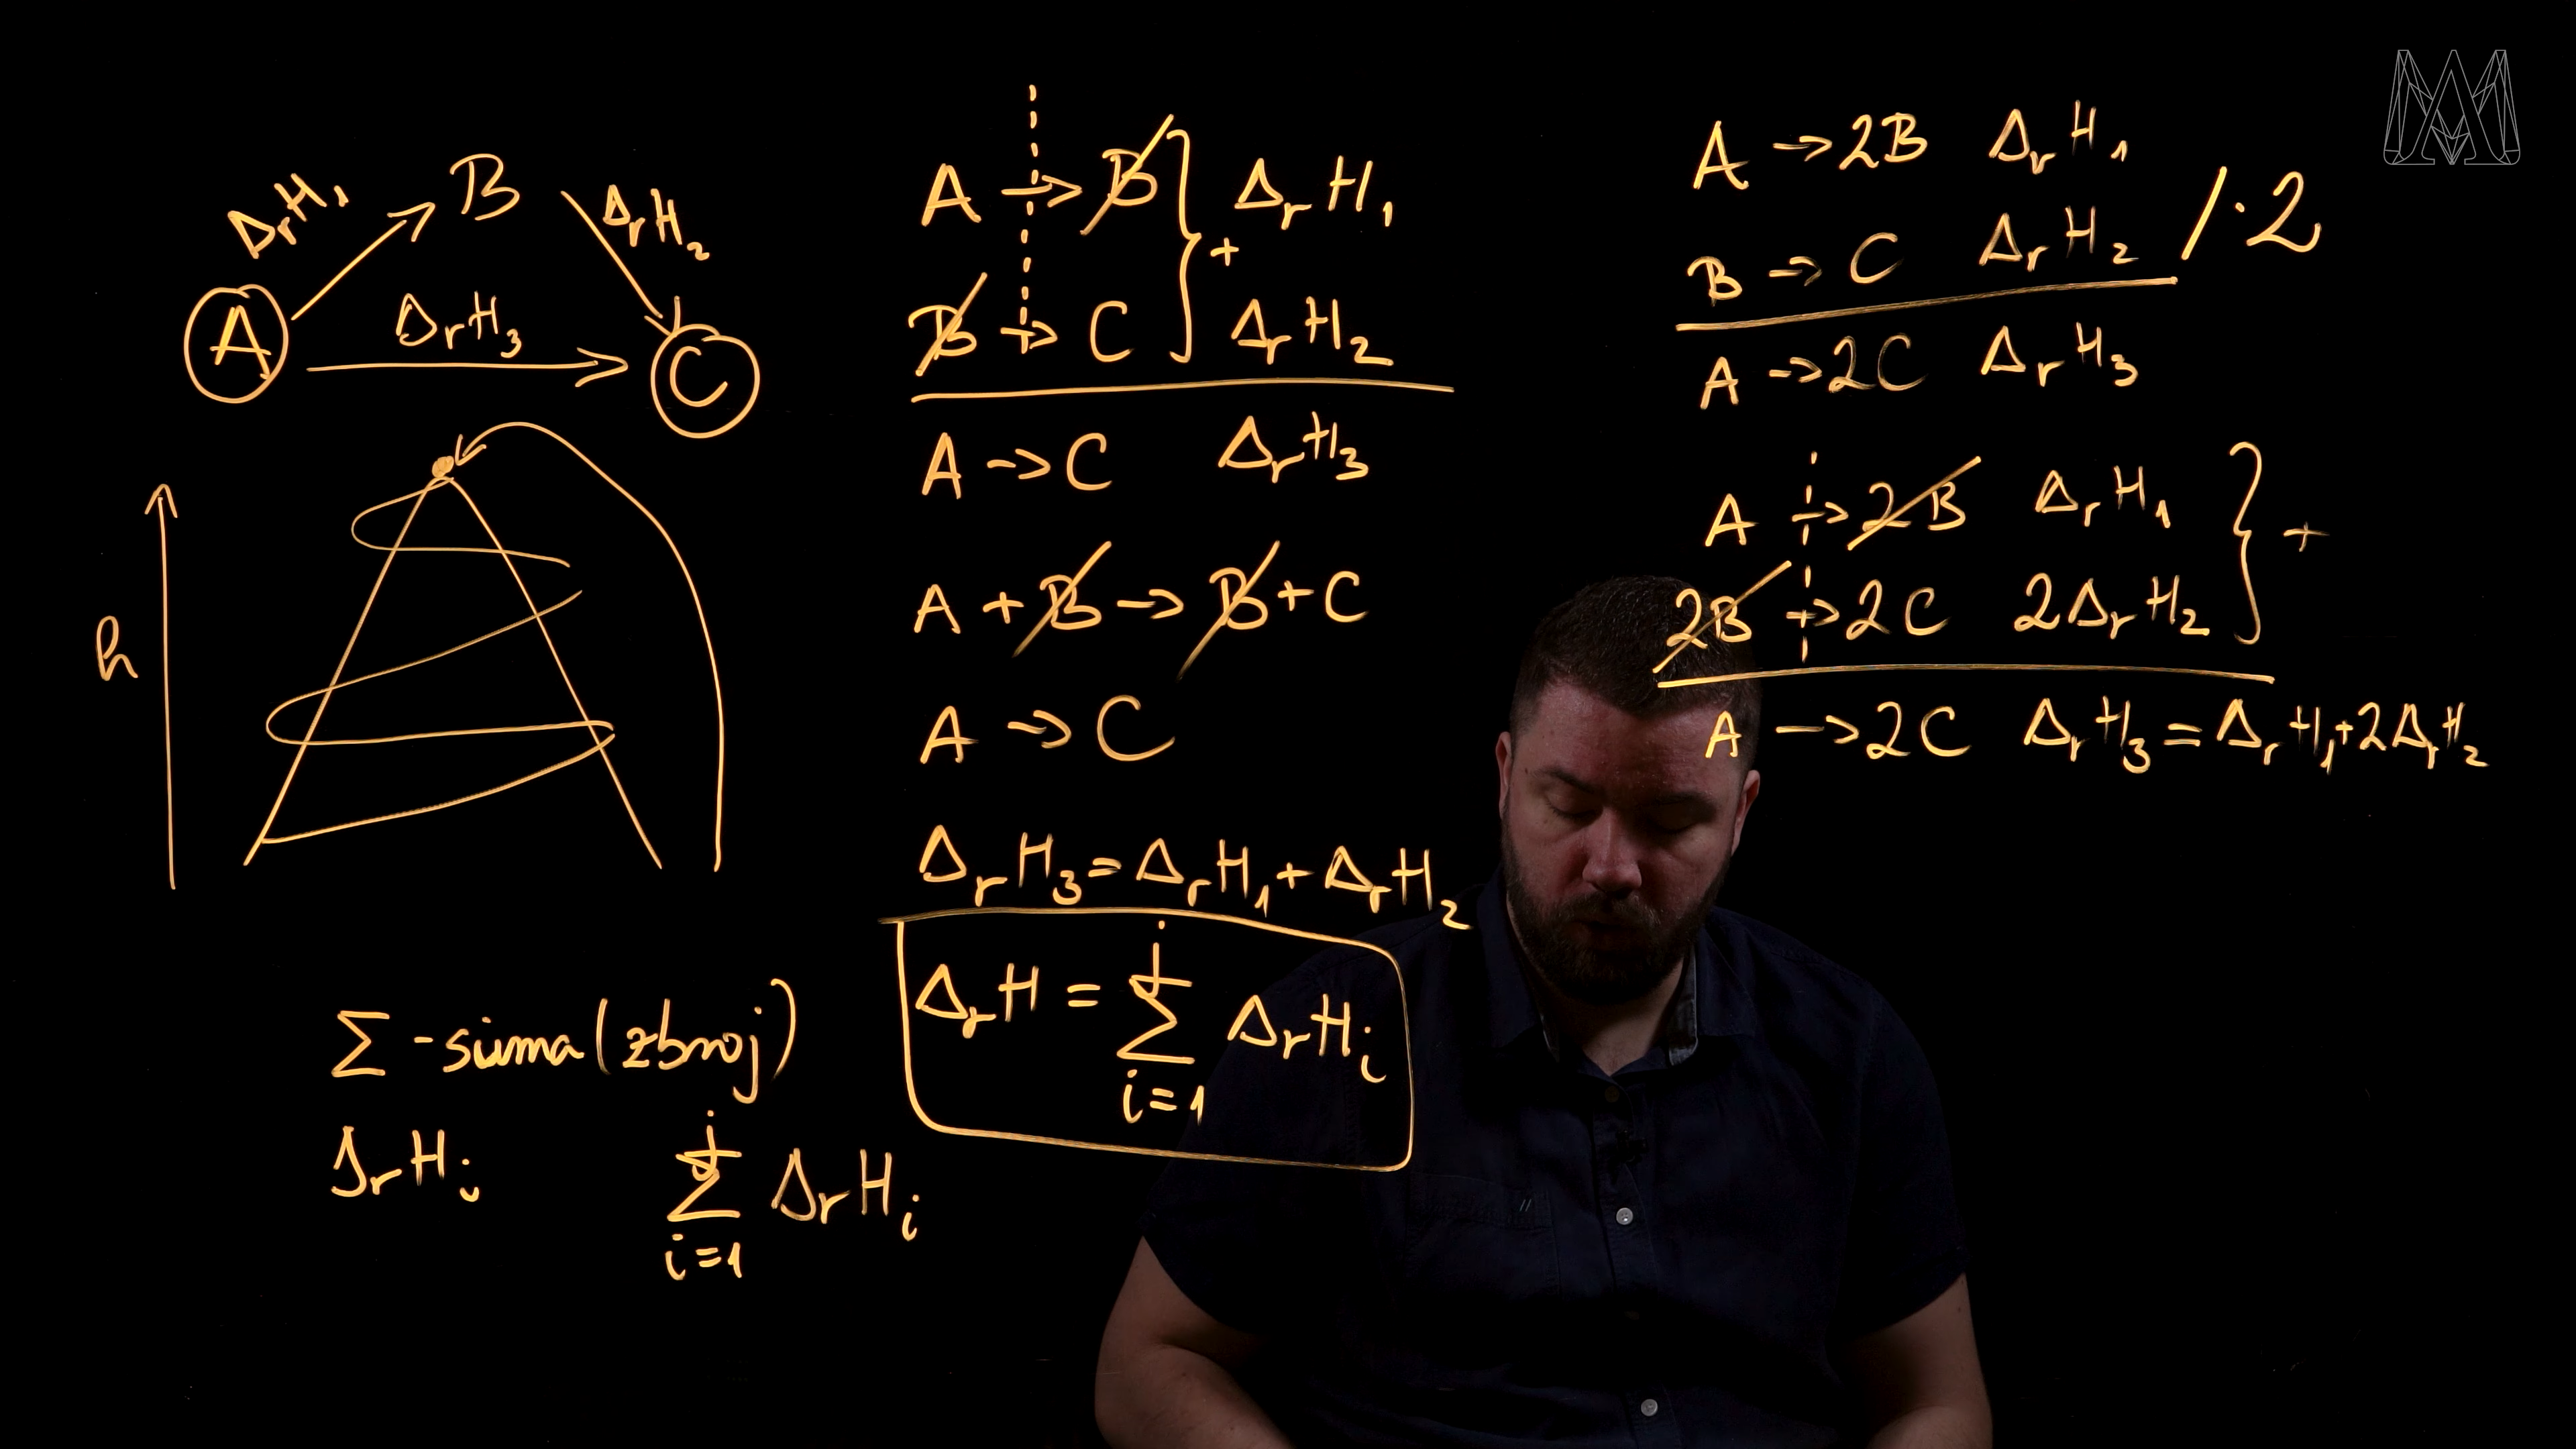 B
ΔrH₁
ΔrH₂
A
ΔrH₃
C
h
Σ - suma (zbroj)
ΔrHᵢ
j
Σ ΔrHᵢ
i=1
A → B } ΔrH₁
+
B → C ΔrH₂
A → C ΔrH₃
A + B → B + C
A → C
ΔrH₃ = ΔrH₁ + ΔrH₂
j
ΔrH = Σ ΔrHᵢ
i=1
A → 2B ΔrH₁
B → C ΔrH₂ / · 2
A → 2C ΔrH₃
A → 2B ΔrH₁ } +
2B → 2C 2ΔrH₂
A → 2C ΔrH₃ = ΔrH₁ + 2ΔrH₂